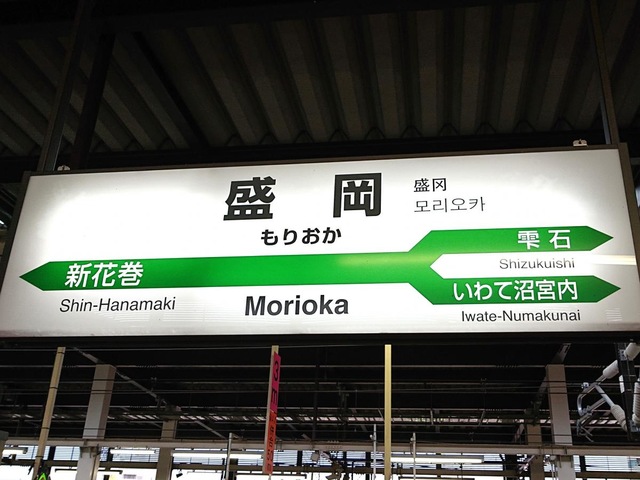 盛岡
盛冈
모리오카
もりおか
新花巻
Shin-Hanamaki
Morioka
雫石
Shizukuishi
いわて沼宮内
Iwate-Numakunai